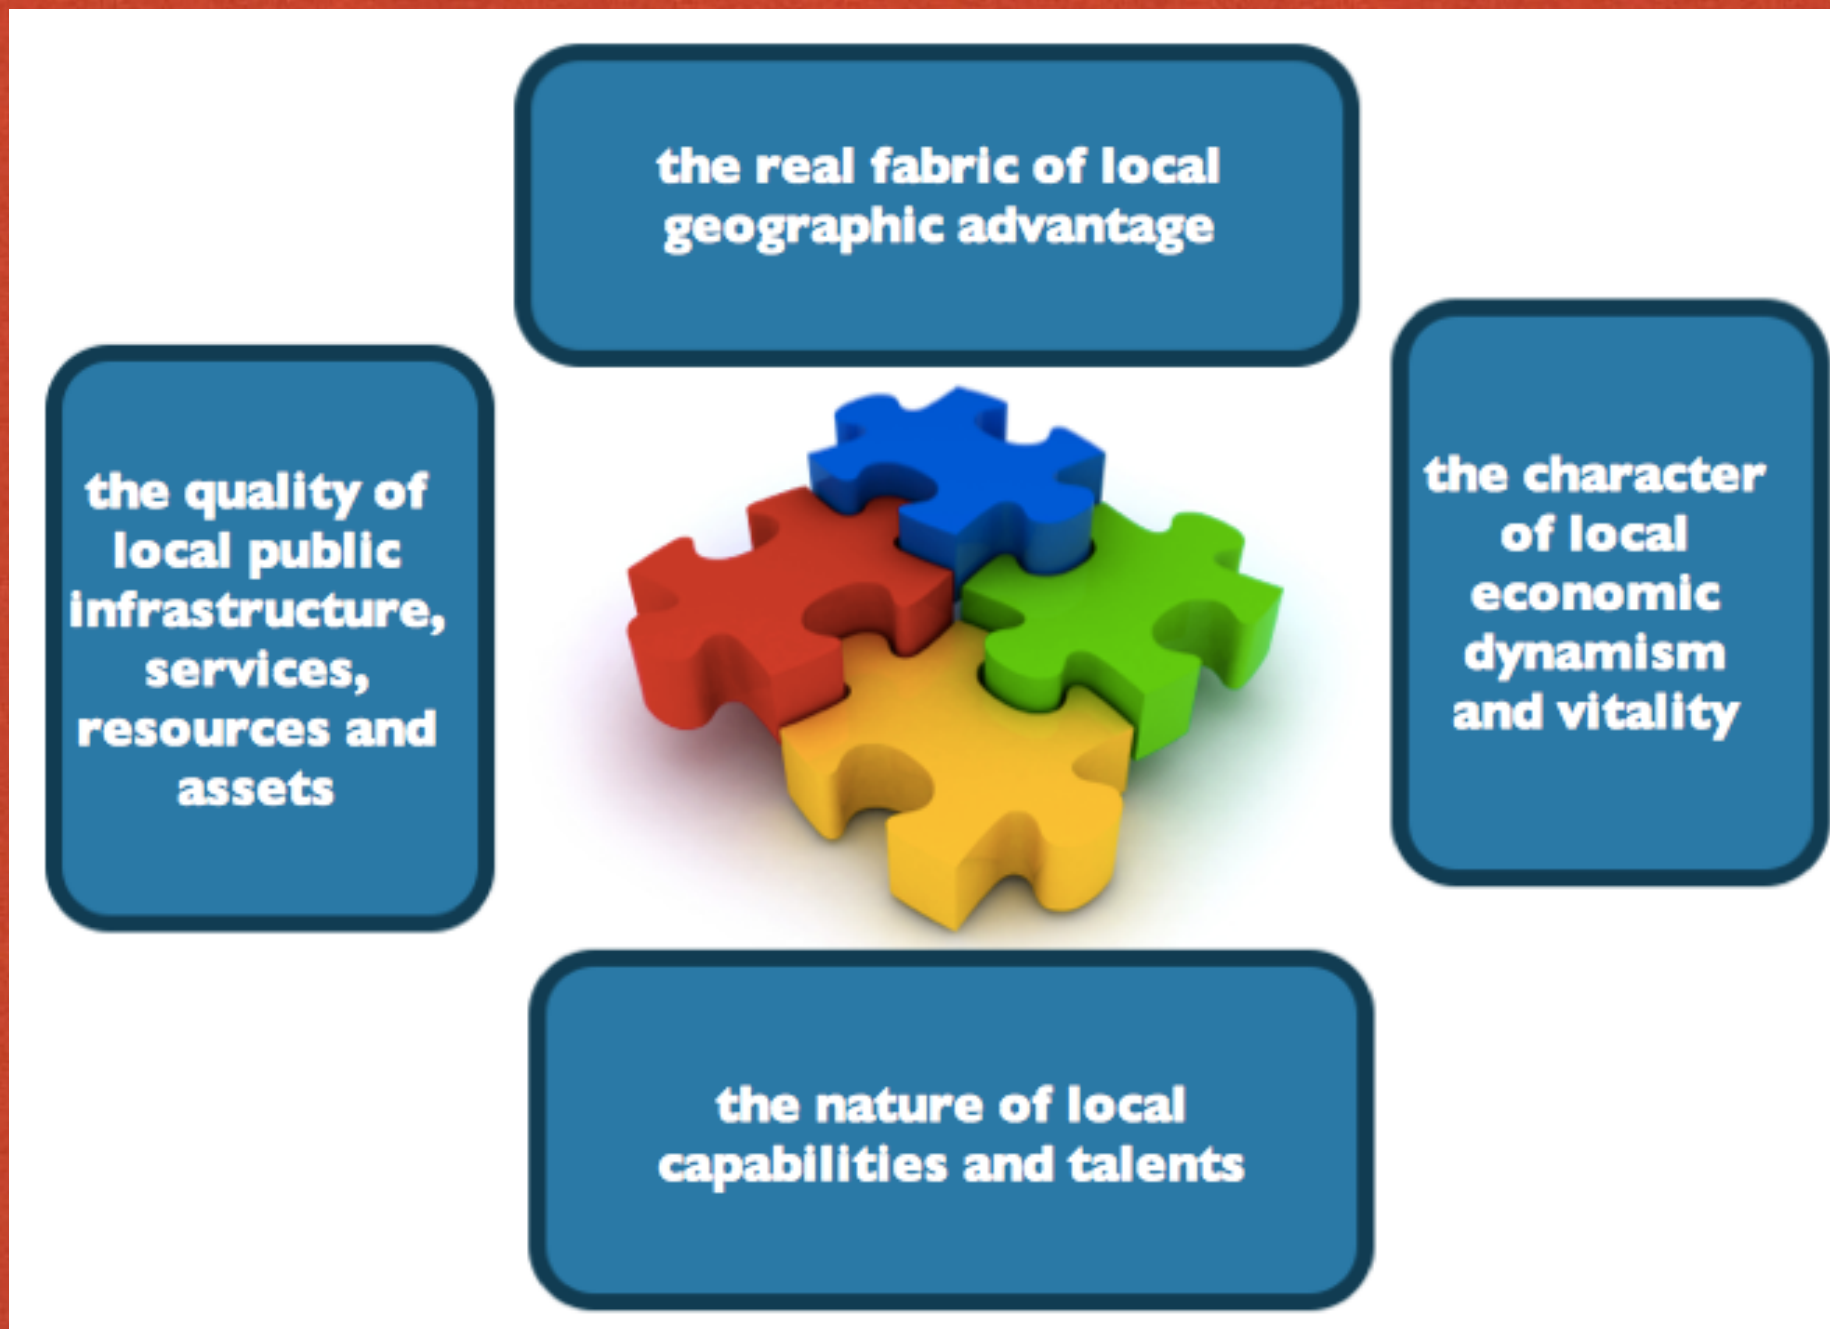 the real fabric of local
geographic advantage
the quality of
local public
infrastructure,
services,
resources and
assets
the character
of local
economic
dynamism
and vitality
the nature of local
capabilities and talents